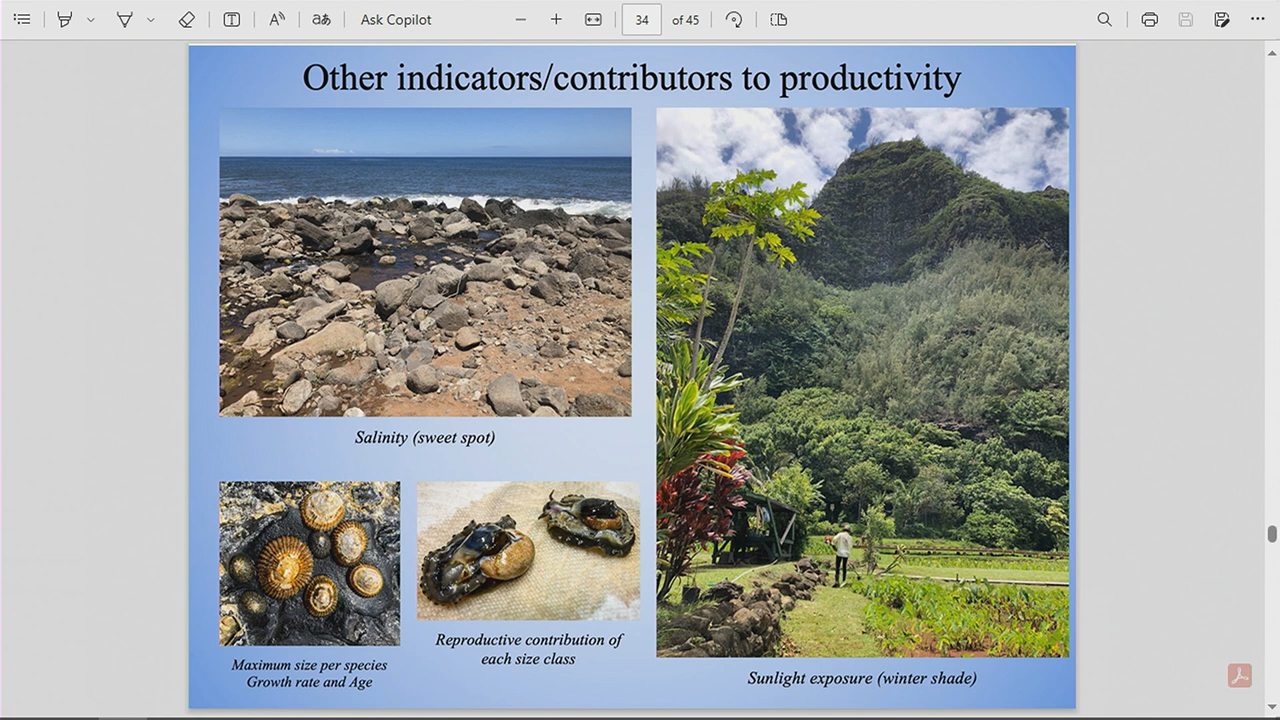 Ask Copilot
34
of 45
Other indicators/contributors to productivity
Salinity (sweet spot)
Maximum size per species
Growth rate and Age
Reproductive contribution of
each size class
Sunlight exposure (winter shade)